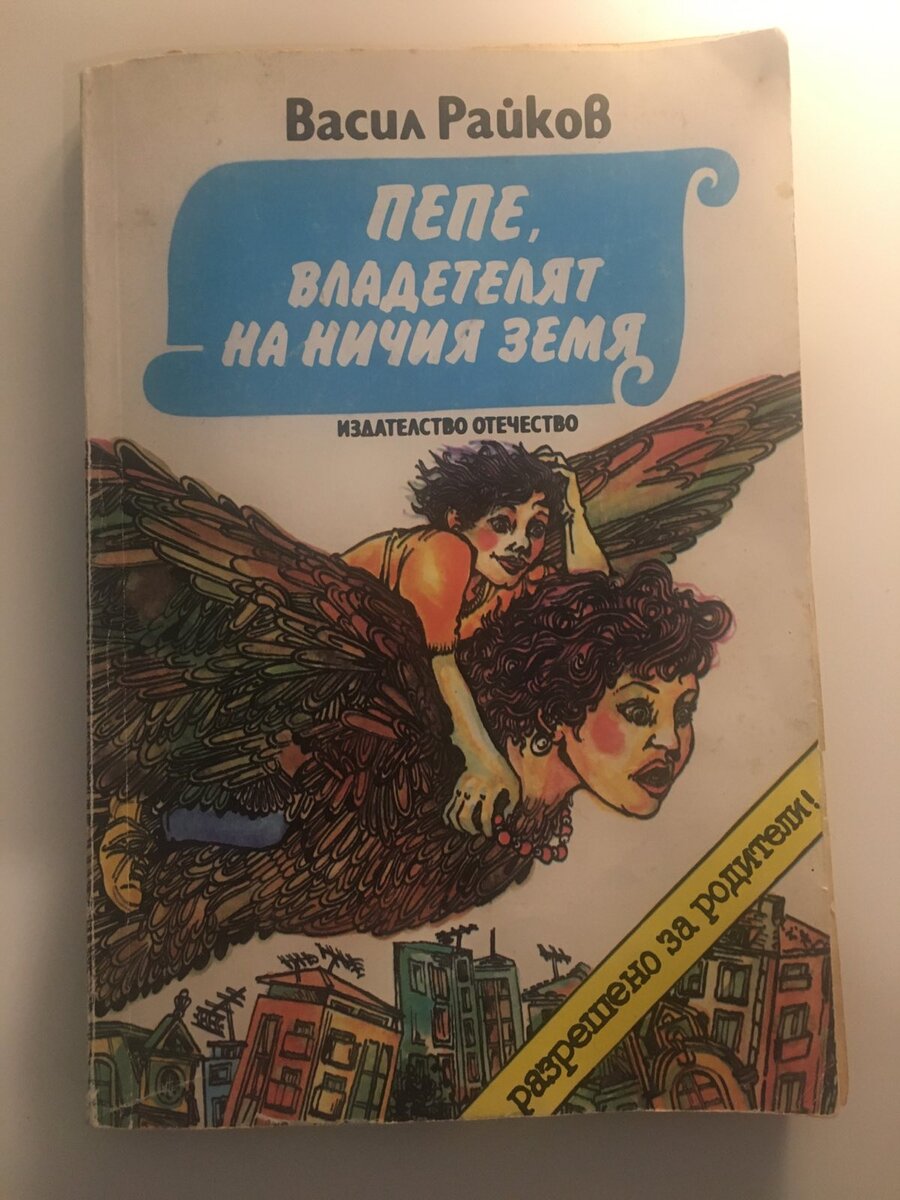 Васил Райков
ПЕПЕ,
ВЛАДЕТЕЛЯТ
НА НИЧИЯ ЗЕМЯ
ИЗДАТЕЛСТВО ОТЕЧЕСТВО
разрешено за родители!